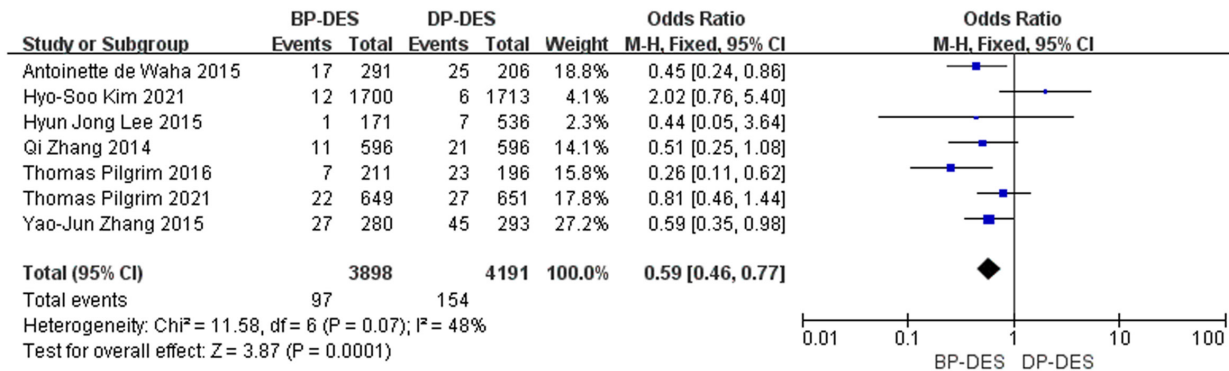 BP-DES DP-DES Odds Ratio Odds Ratio
Study or Subgroup Events Total Events Total Weight M-H, Fixed, 95% CI M-H, Fixed, 95% CI
Antoinette de Waha 2015 17 291 25 206 18.8% 0.45 [0.24, 0.86]
Hyo-Soo Kim 2021 12 1700 6 1713 4.1% 2.02 [0.76, 5.40]
Hyun Jong Lee 2015 1 171 7 536 2.3% 0.44 [0.05, 3.64]
Qi Zhang 2014 11 596 21 596 14.1% 0.51 [0.25, 1.08]
Thomas Pilgrim 2016 7 211 23 196 15.8% 0.26 [0.11, 0.62]
Thomas Pilgrim 2021 22 649 27 651 17.8% 0.81 [0.46, 1.44]
Yao-Jun Zhang 2015 27 280 45 293 27.2% 0.59 [0.35, 0.98]
Total (95% CI) 3898 4191 100.0% 0.59 [0.46, 0.77]
Total events 97 154
Heterogeneity: Chi² = 11.58, df = 6 (P = 0.07); I² = 48%
Test for overall effect: Z = 3.87 (P = 0.0001)
0.01 0.1 1 10 100
BP-DES DP-DES